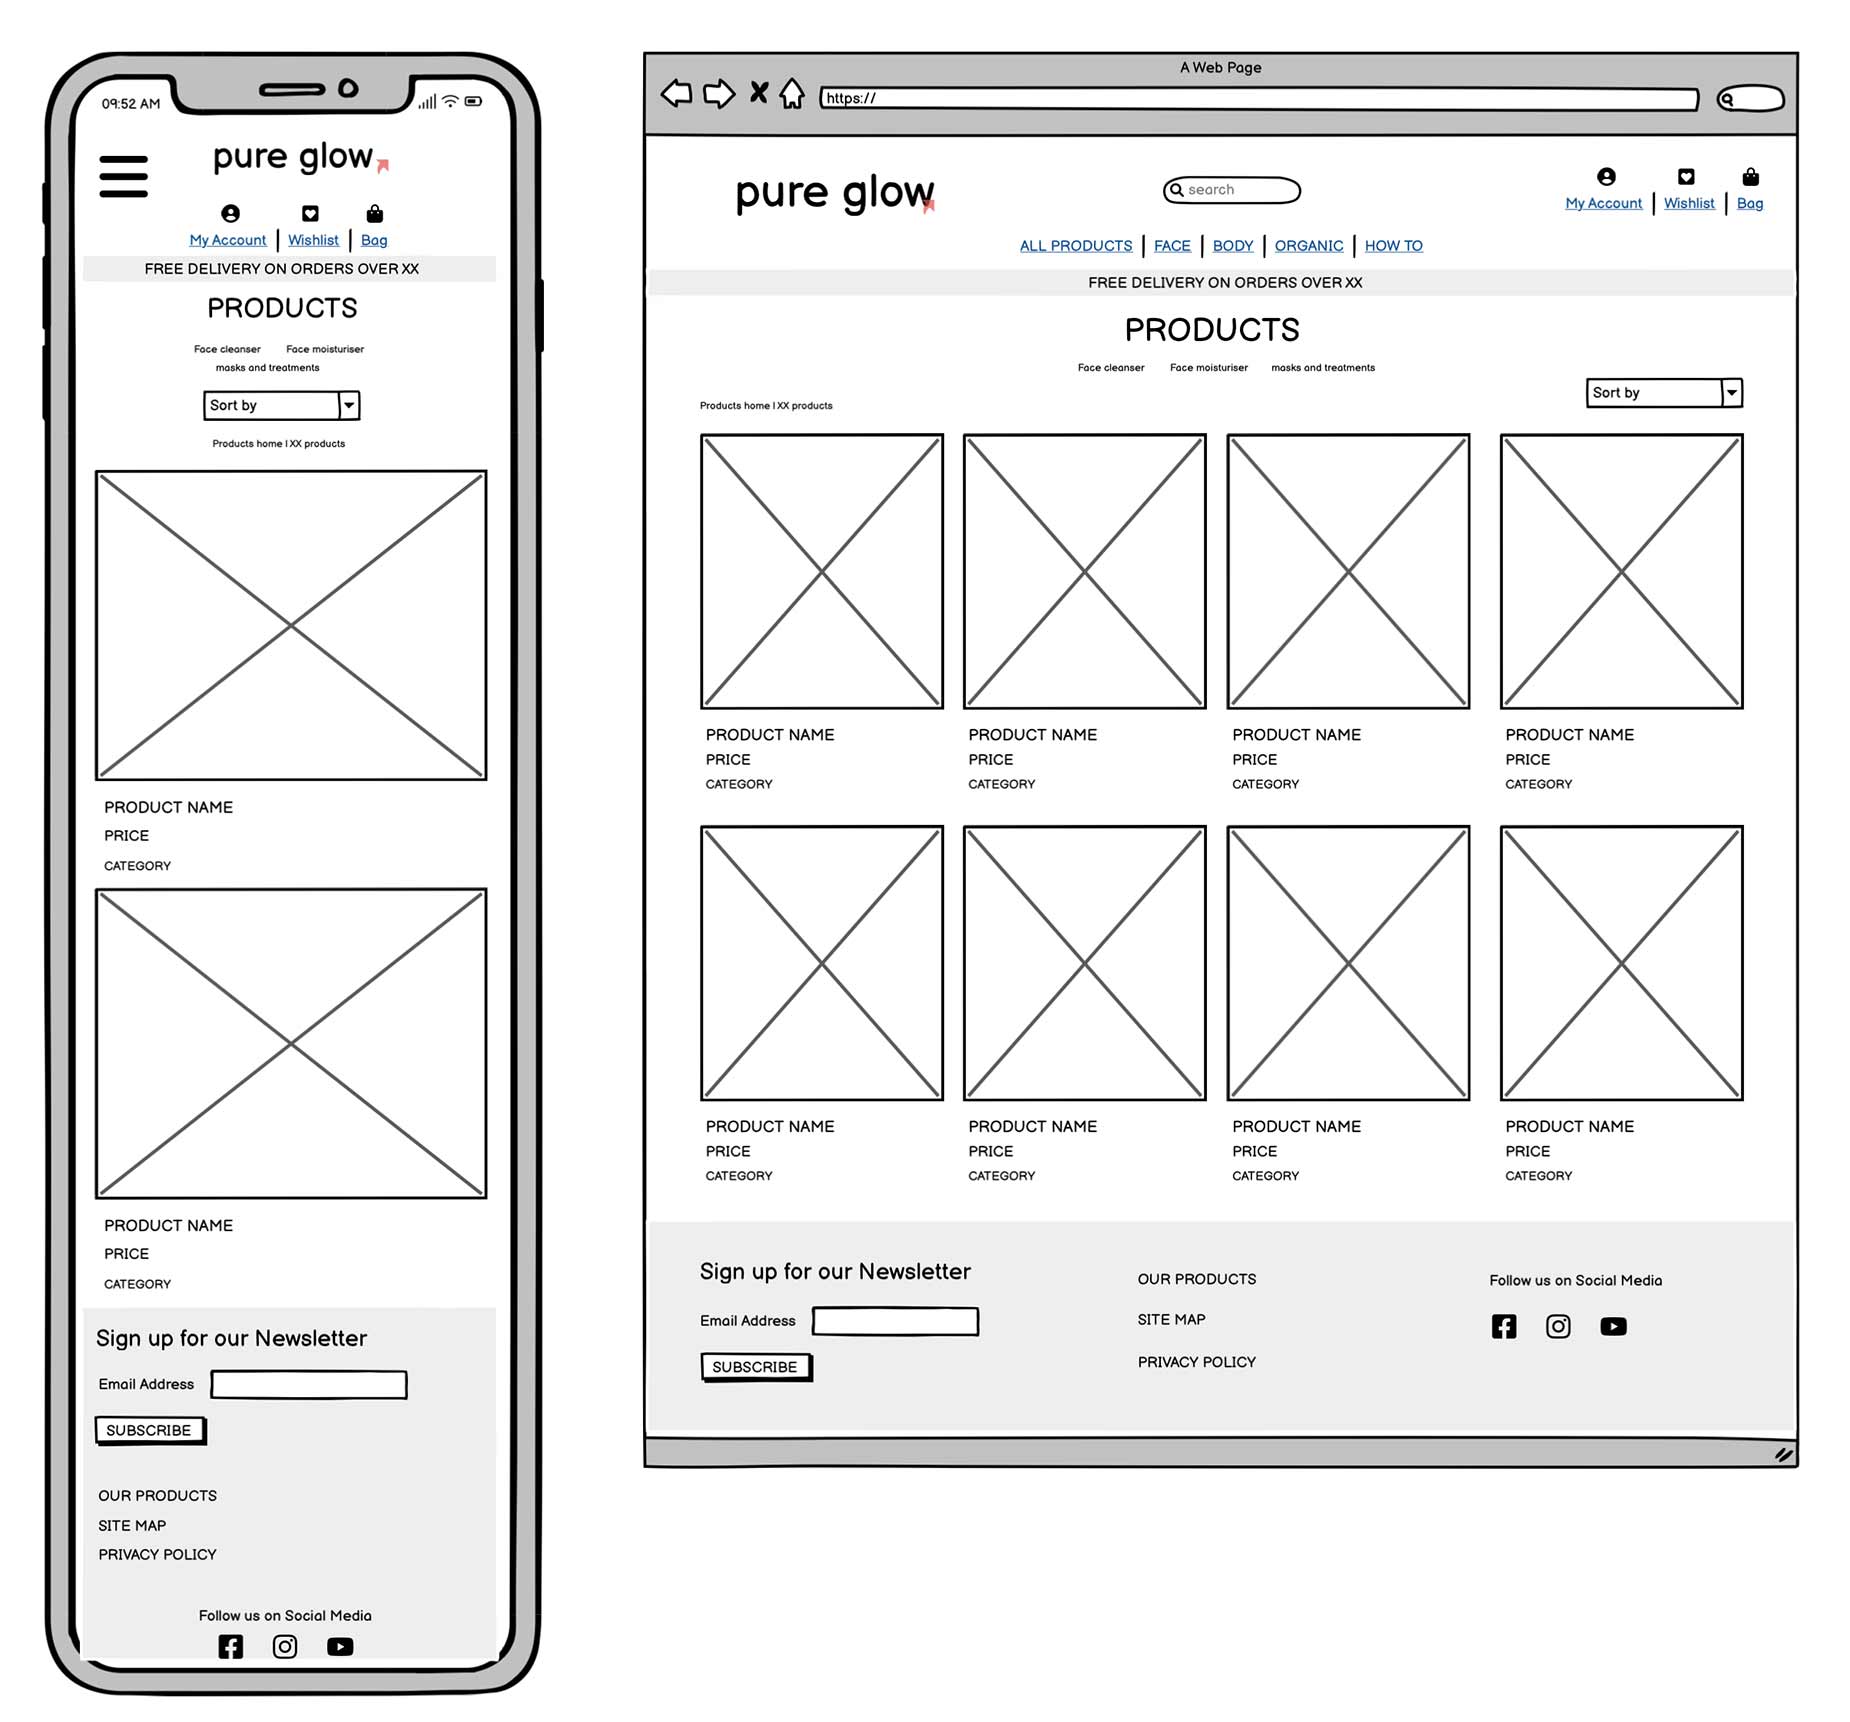 09:52 AM
pure glow
My Account | Wishlist | Bag
FREE DELIVERY ON ORDERS OVER XX
PRODUCTS
Face cleanser Face moisturiser
masks and treatments
Sort by
Products home | XX products
PRODUCT NAME
PRICE
CATEGORY
PRODUCT NAME
PRICE
CATEGORY
Sign up for our Newsletter
Email Address
SUBSCRIBE
OUR PRODUCTS
SITE MAP
PRIVACY POLICY
Follow us on Social Media
A Web Page
https://
pure glow
search
My Account | Wishlist | Bag
ALL PRODUCTS | FACE | BODY | ORGANIC | HOW TO
FREE DELIVERY ON ORDERS OVER XX
PRODUCTS
Face cleanser Face moisturiser masks and treatments
Sort by
Products home | XX products
PRODUCT NAME PRODUCT NAME PRODUCT NAME PRODUCT NAME
PRICE PRICE PRICE PRICE
CATEGORY CATEGORY CATEGORY CATEGORY
PRODUCT NAME PRODUCT NAME PRODUCT NAME PRODUCT NAME
PRICE PRICE PRICE PRICE
CATEGORY CATEGORY CATEGORY CATEGORY
Sign up for our Newsletter
Email Address
SUBSCRIBE
OUR PRODUCTS
SITE MAP
PRIVACY POLICY
Follow us on Social Media